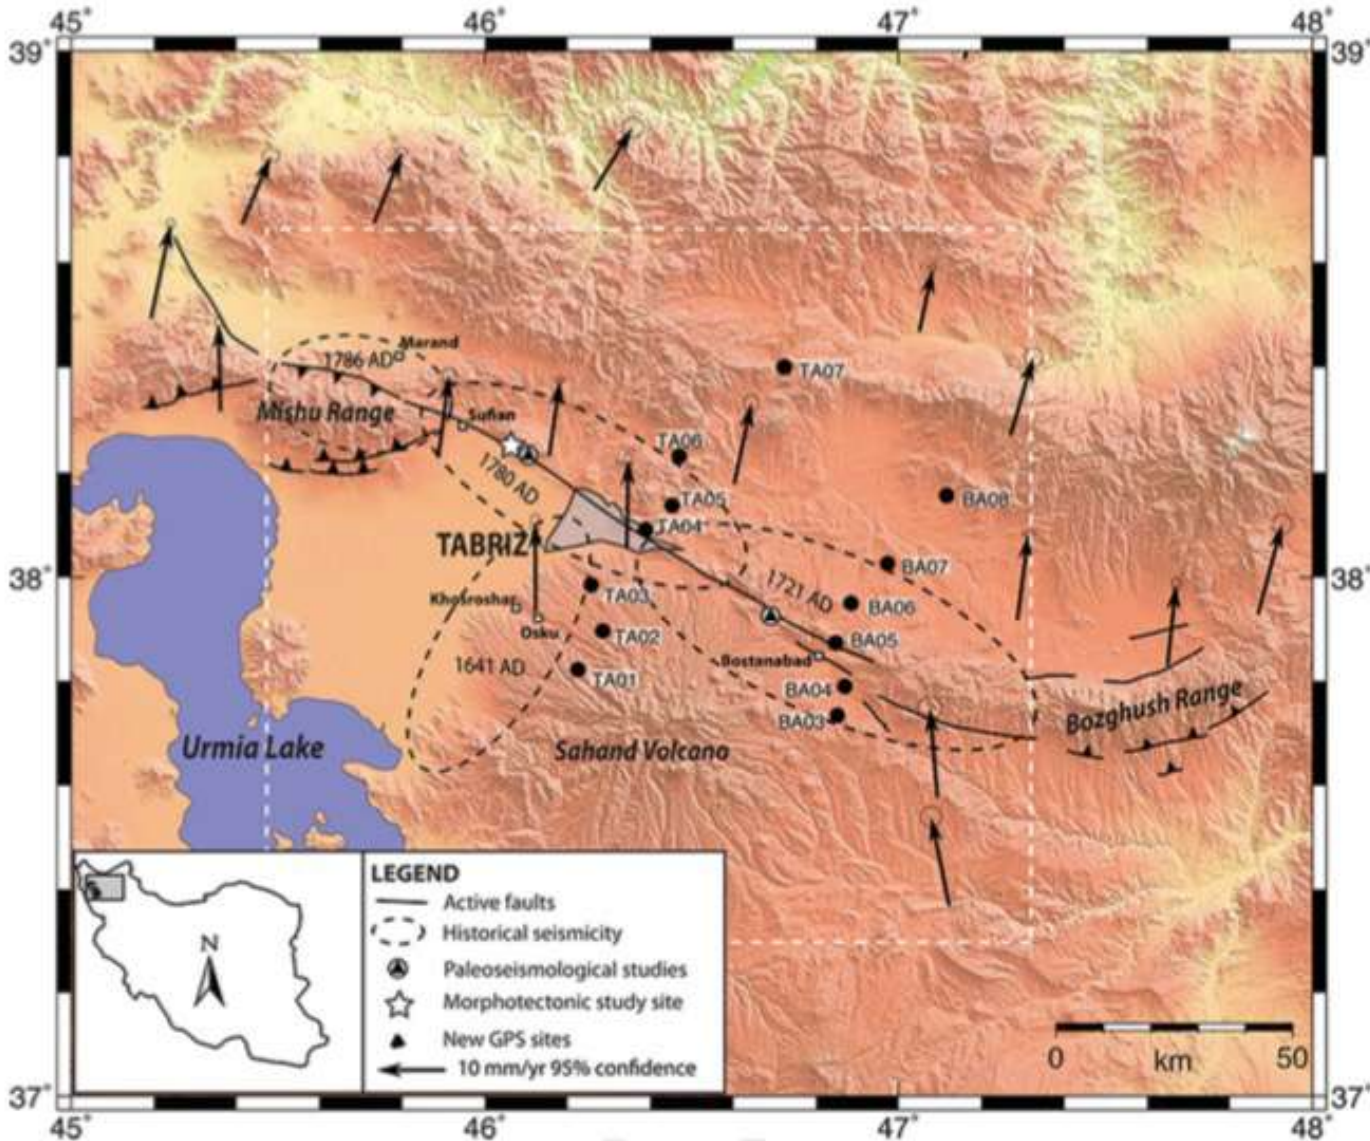 45° 46° 47° 48°
39° 39°
Marand
1786 AD
Mishu Range
Sufian
TA07
TA06
1780 AD
TA05
BA08
TA04
TABRIZ
BA07
1721 AD
Khosroshar
TA03
BA06
38° 38°
Osku
TA02
BA05
Bostanabad
1641 AD
TA01
BA04
Bozghush Range
BA03
Urmia Lake
Sahand Volcano
LEGEND
Active faults
Historical seismicity
N
Paleoseismological studies
Morphotectonic study site
New GPS sites
10 mm/yr 95% confidence
0 km 50
37° 37°
45° 46° 47° 48°